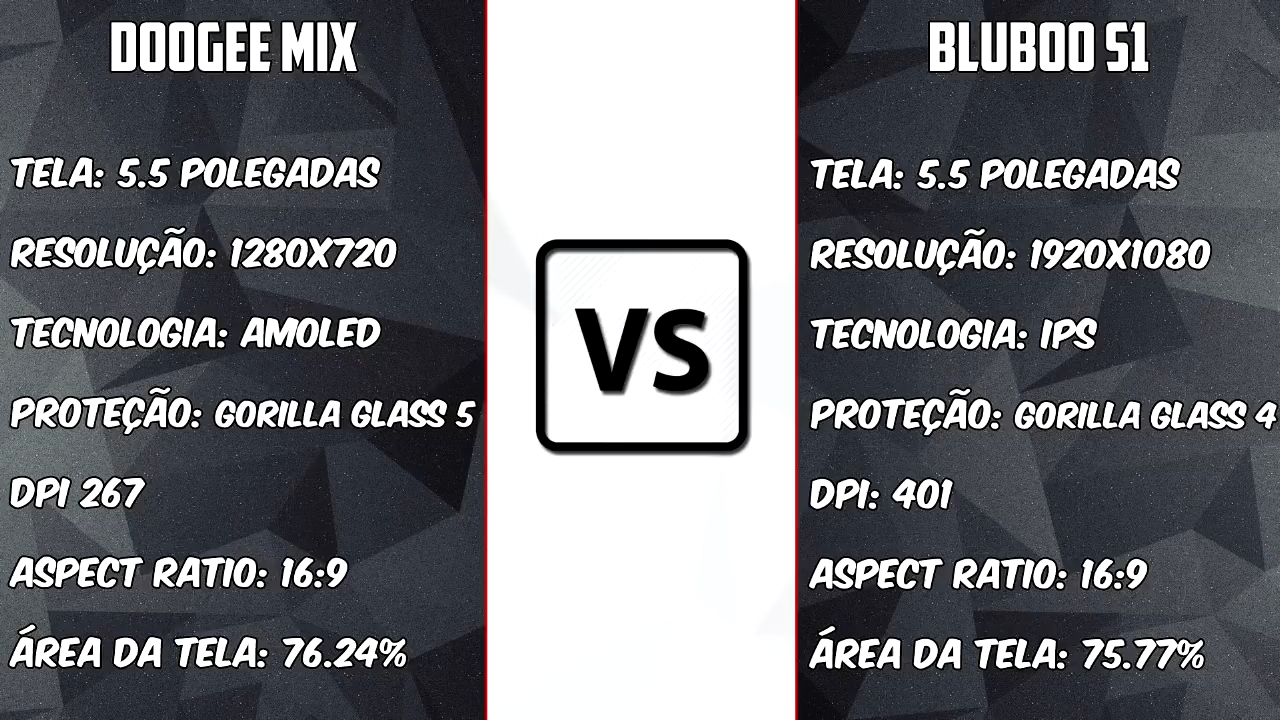 DOOGEE MIX
TELA: 5.5 POLEGADAS
RESOLUÇÃO: 1280X720
TECNOLOGIA: AMOLED
PROTEÇÃO: GORILLA GLASS 5
DPI 267
ASPECT RATIO: 16:9
ÁREA DA TELA: 76.24%
VS
BLUBOO S1
TELA: 5.5 POLEGADAS
RESOLUÇÃO: 1920X1080
TECNOLOGIA: IPS
PROTEÇÃO: GORILLA GLASS 4
DPI: 401
ASPECT RATIO: 16:9
ÁREA DA TELA: 75.77%